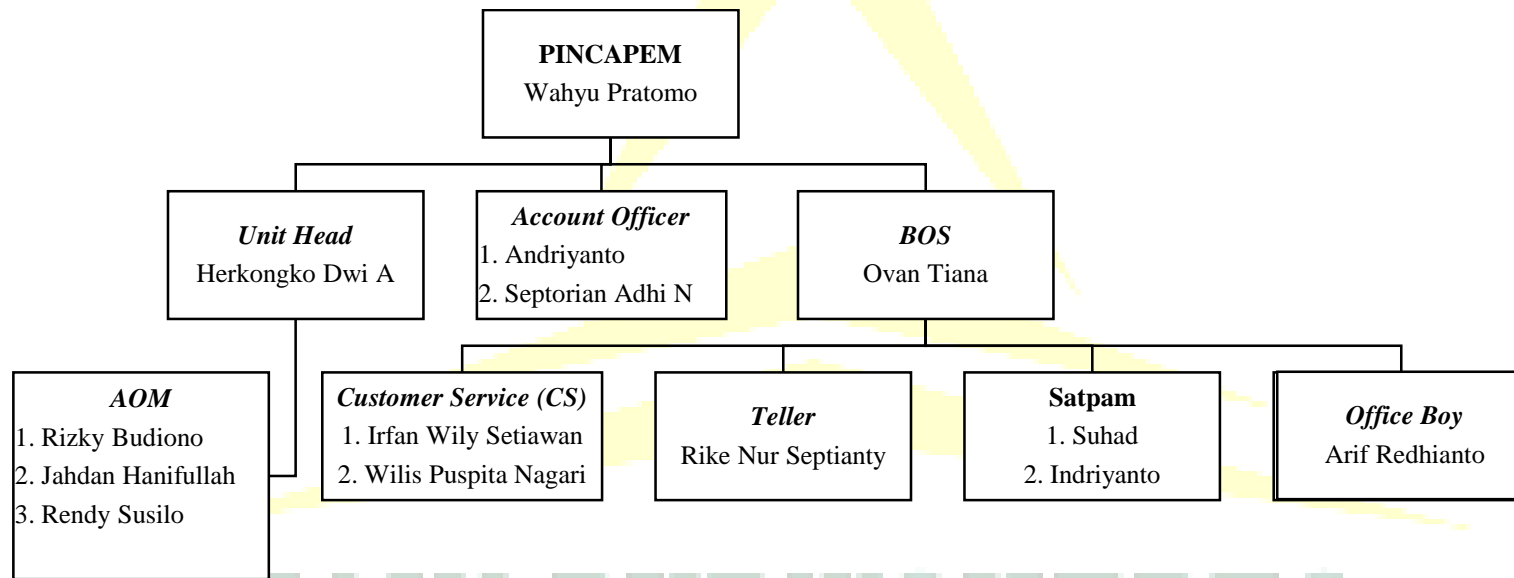 PINCAPEM
Wahyu Pratomo
Unit Head
Herkongko Dwi A
Account Officer
1. Andriyanto
2. Septorian Adhi N
BOS
Ovan Tiana
AOM
1. Rizky Budiono
2. Jahdan Hanifullah
3. Rendy Susilo
Customer Service (CS)
1. Irfan Wily Setiawan
2. Wilis Puspita Nagari
Teller
Rike Nur Septianty
Satpam
1. Suhad
2. Indriyanto
Office Boy
Arif Redhianto